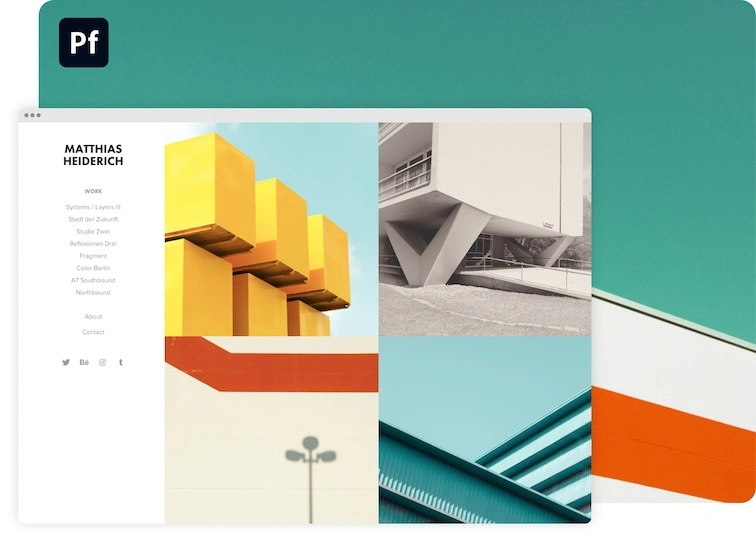 Pf
MATTHIAS
HEIDERICH
WORK
Systems / Layers III
Stadt der Zukunft
Studie Zwei
Reflexionen Drei
Fragment
Color Berlin
A7 Southbound
Northbound
About
Contact
Bē
t